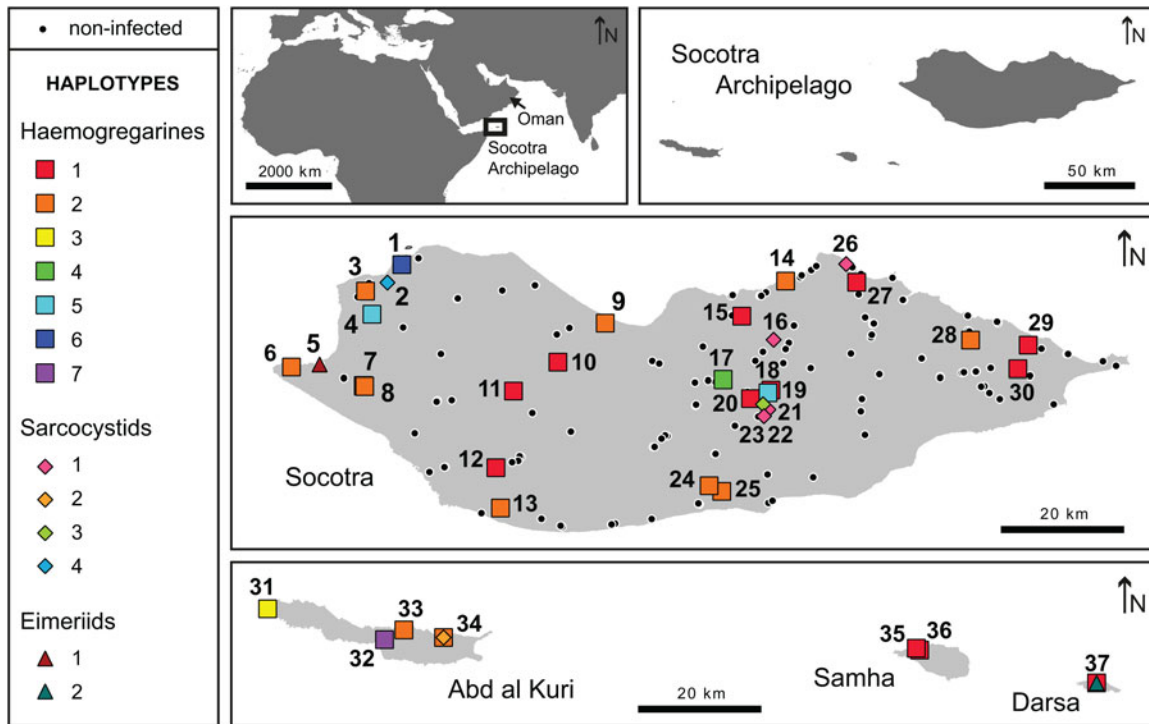 non-infected
HAPLOTYPES
Haemogregarines
1
2
3
4
5
6
7
Sarcocystids
1
2
3
4
Eimeriids
1
2
N
Oman
Socotra
Archipelago
2000 km
N
Socotra
Archipelago
50 km
N
1
2
3
4
5
6
7
8
9
10
11
12
13
14
15
16
17
18
19
20
21
22
23
24
25
26
27
28
29
30
Socotra
20 km
N
31
32
33
34
35
36
37
Abd al Kuri
Samha
Darsa
20 km